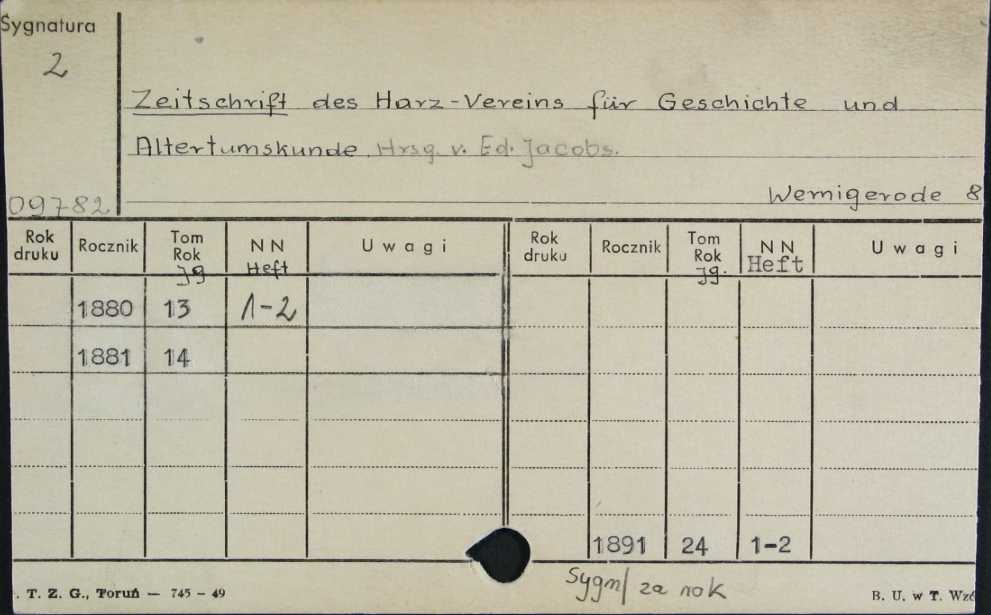 Sygnatura
2
Zeitschrift des Harz-Vereins für Geschichte und
Altertumskunde. Hrsg. v. Ed. Jacobs.
Wernigerode 8
09782
Rok druku Rocznik Tom Rok Jg NN Heft Uwagi Rok druku Rocznik Tom Rok Jg. NN Heft Uwagi
1880 13 1-2
1881 14
1891 24 1-2
Sygn/ za rok
. T. Z. G., Toruń — 745 – 49
B. U. w T.